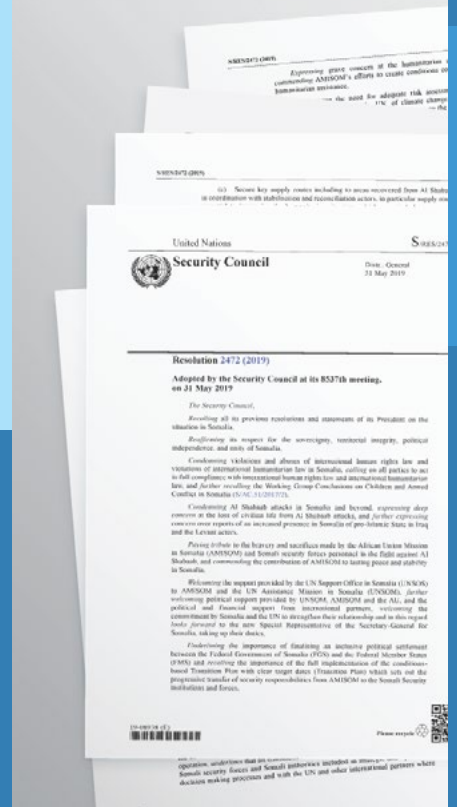 S/RES/2472 (2019)
Expressing grave concern at the humanitarian
commending AMISOM's efforts to create conditions
humanitarian assistance.
the need for adequate risk
of climate change
the
S/RES/2472 (2019)
(c) Secure key supply routes including to areas recovered from Al Shabaab
in coordination with stabilisation and reconciliation actors, in particular supply
United Nations
S/RES/247
Security Council
Distr.: General
31 May 2019
Resolution 2472 (2019)
Adopted by the Security Council at its 8537th meeting,
on 31 May 2019
The Security Council,
Recalling all its previous resolutions and statements of its President on the
situation in Somalia,
Reaffirming its respect for the sovereignty, territorial integrity, political
independence, and unity of Somalia,
Condemning violations and abuses of international human rights law and
violations of international humanitarian law in Somalia, calling on all parties to act
in full compliance with international human rights law and international humanitarian
law, and further recalling the Working Group Conclusions on Children and Armed
Conflict in Somalia (S/AC.51/2017/2),
Condemning Al Shabaab attacks in Somalia and beyond, expressing deep
concern at the loss of civilian life from Al Shabaab attacks, and further expressing
concern over reports of an increased presence in Somalia of pro-Islamic State in Iraq
and the Levant actors,
Paying tribute to the bravery and sacrifices made by the African Union Mission
in Somalia (AMISOM) and Somali security forces personnel in the fight against Al
Shabaab, and commending the contribution of AMISOM to lasting peace and stability
in Somalia,
Welcoming the support provided by the UN Support Office in Somalia (UNSOS)
to AMISOM and the UN Assistance Mission in Somalia (UNSOM), further
welcoming political support provided by UNSOM, AMISOM and the AU, and the
political and financial support from international partners, welcoming the
commitment by Somalia and the UN to strengthen their relationship and in this regard
looks forward to the new Special Representative of the Secretary-General for
Somalia, taking up their duties,
Underlining the importance of finalising an inclusive political settlement
between the Federal Government of Somalia (FGS) and the Federal Member States
(FMS) and recalling the importance of the full implementation of the conditions-
based Transition Plan with clear target dates (Transition Plan) which sets out the
progressive transfer of security responsibilities from AMISOM to the Somali Security
institutions and forces,
Please recycle
operation, underlines that
Somali security forces and Somali authorities included in
decision making processes and with the UN and other international partners where